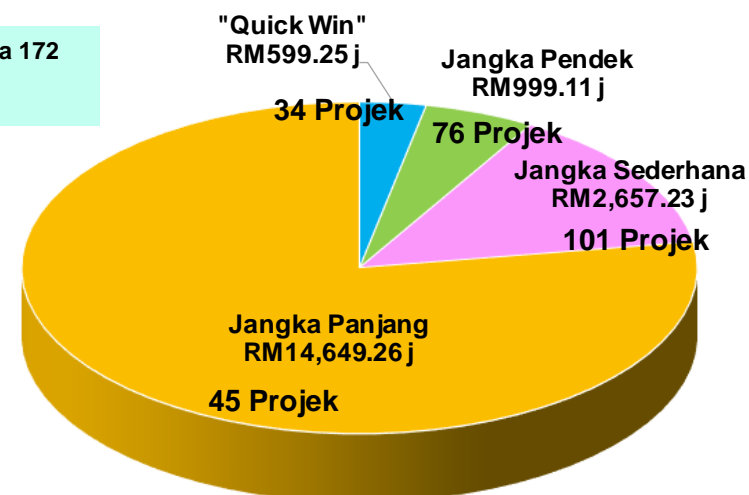 a 172
"Quick Win"
RM599.25 j
34 Projek
Jangka Pendek
RM999.11 j
76 Projek
Jangka Sederhana
RM2,657.23 j
101 Projek
Jangka Panjang
RM14,649.26 j
45 Projek